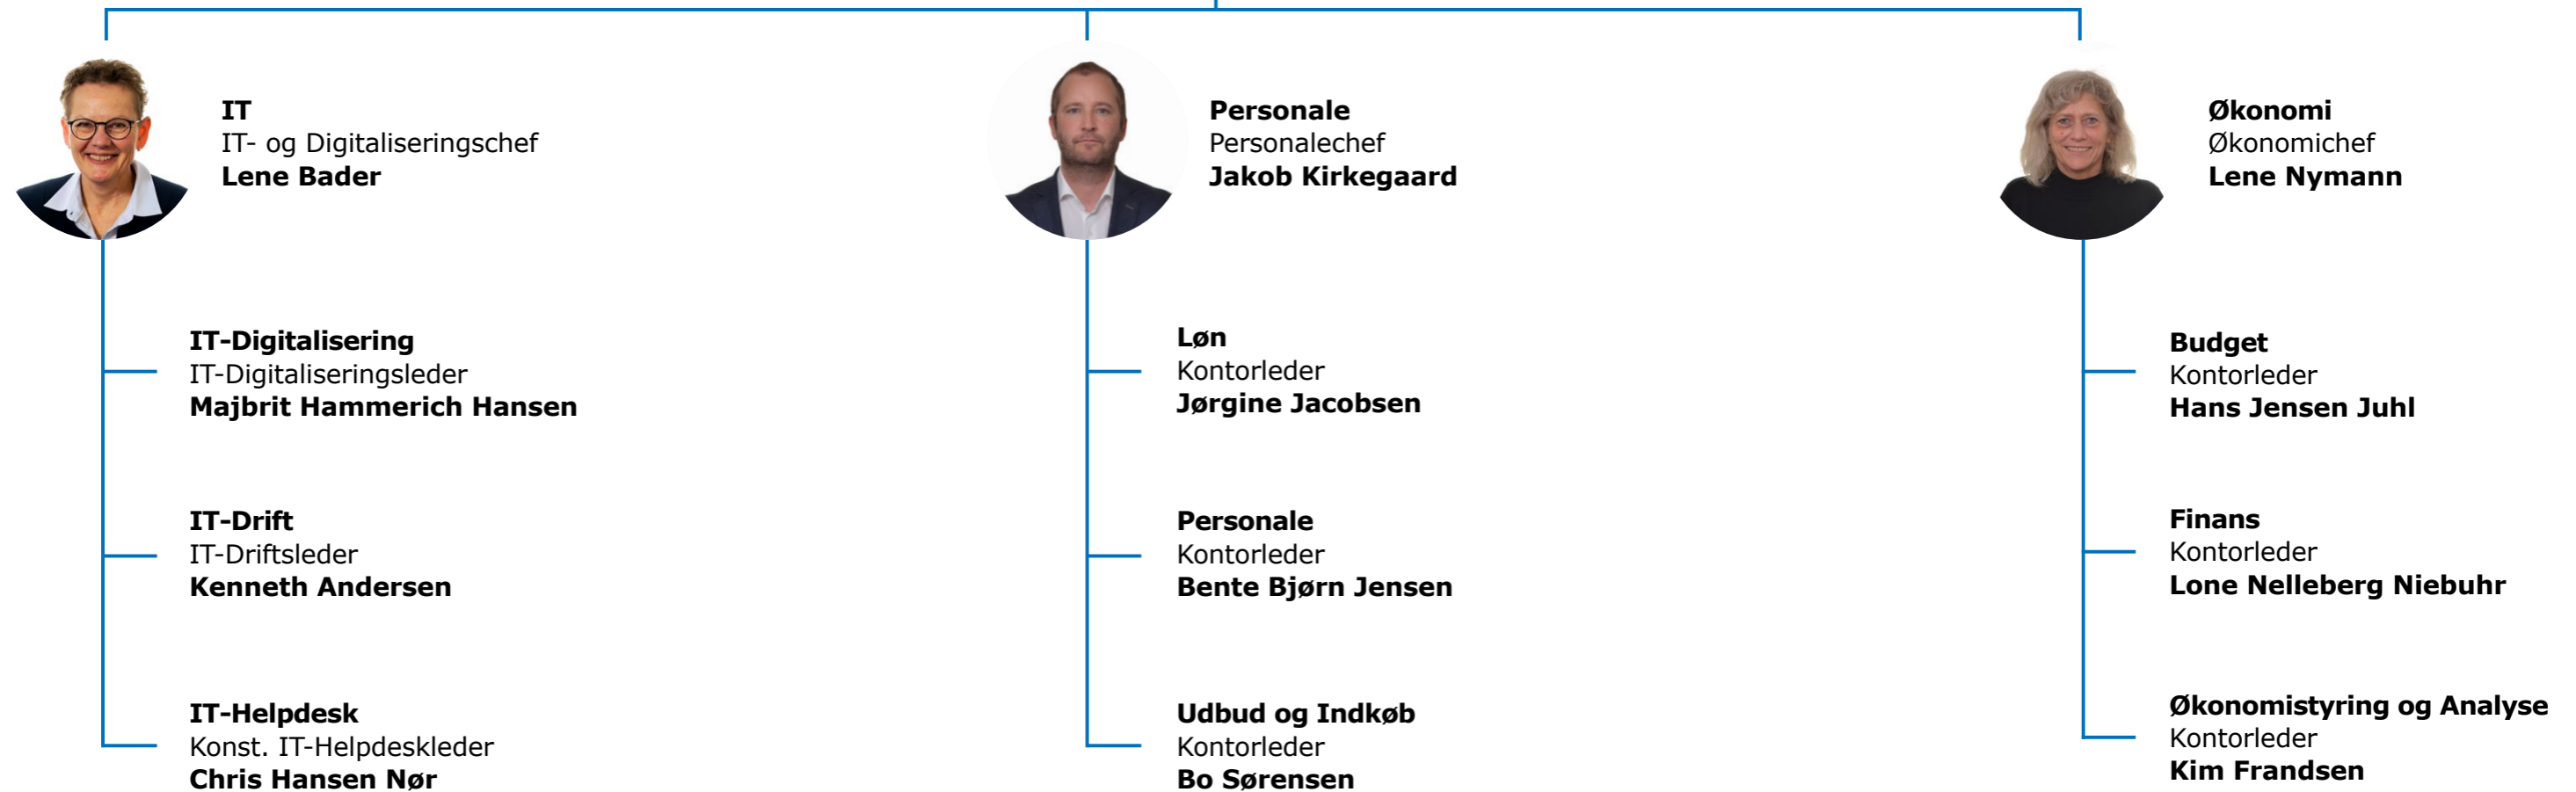 IT
IT- og Digitaliseringschef
Lene Bader
Personale
Personalechef
Jakob Kirkegaard
Økonomi
Økonomichef
Lene Nymann
IT-Digitalisering
IT-Digitaliseringsleder
Majbrit Hammerich Hansen
Løn
Kontorleder
Jørgine Jacobsen
Budget
Kontorleder
Hans Jensen Juhl
IT-Drift
IT-Driftsleder
Kenneth Andersen
Personale
Kontorleder
Bente Bjørn Jensen
Finans
Kontorleder
Lone Nelleberg Niebuhr
IT-Helpdesk
Konst. IT-Helpdeskleder
Chris Hansen Nør
Udbud og Indkøb
Kontorleder
Bo Sørensen
Økonomistyring og Analyse
Kontorleder
Kim Frandsen